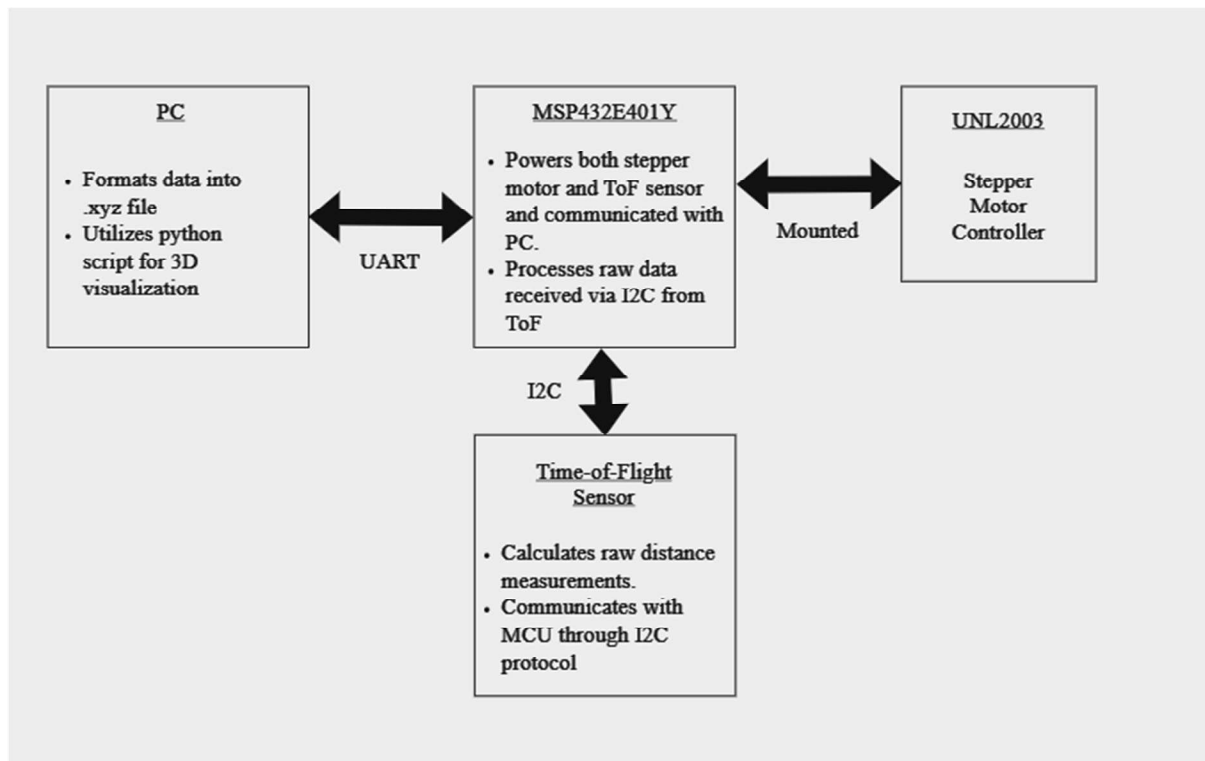 PC
• Formats data into
.xyz file
• Utilizes python
script for 3D
visualization
UART
MSP432E401Y
• Powers both stepper
motor and ToF sensor
and communicated with
PC.
• Processes raw data
received via I2C from
ToF
Mounted
UNL2003
Stepper
Motor
Controller
I2C
Time-of-Flight
Sensor
• Calculates raw distance
measurements.
• Communicates with
MCU through I2C
protocol